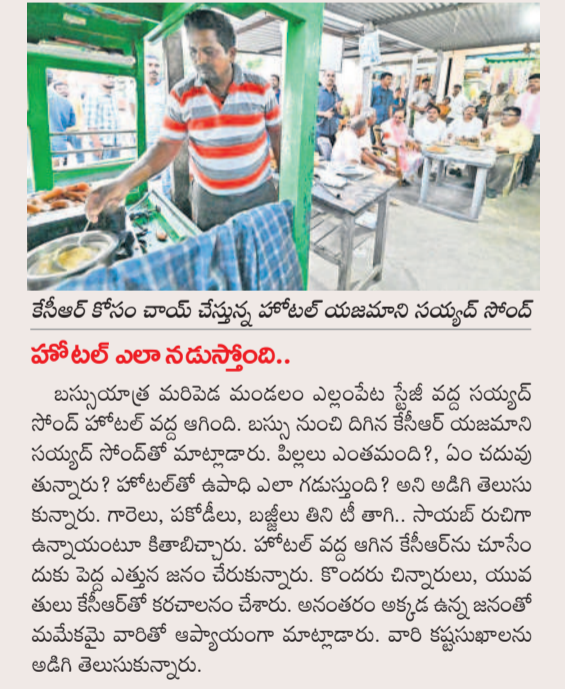 కేసీఆర్ కోసం చాయ్ చేస్తున్న హోటల్ యజమాని సయ్యద్ సోంద్
హోటల్ ఎలా నడుస్తోంది..
బస్సుయాత్ర మరిపెడ మండలం ఎల్లంపేట స్టేజీ వద్ద సయ్యద్
సోంద్ హోటల్ వద్ద ఆగింది. బస్సు నుంచి దిగిన కేసీఆర్ యజమాని
సయ్యద్ సోంద్‌తో మాట్లాడారు. పిల్లలు ఎంతమంది?, ఏం చదువు
తున్నారు? హోటల్‌తో ఉపాధి ఎలా గడుస్తుంది? అని అడిగి తెలుసు
కున్నారు. గారెలు, పకోడీలు, బజ్జీలు తిని టీ తాగి.. సాయబ్ రుచిగా
ఉన్నాయంటూ కితాబిచ్చారు. హోటల్ వద్ద ఆగిన కేసీఆర్‌ను చూసేం
దుకు పెద్ద ఎత్తున జనం చేరుకున్నారు. కొందరు చిన్నారులు, యువ
తులు కేసీఆర్‌తో కరచాలనం చేశారు. అనంతరం అక్కడ ఉన్న జనంతో
మమేకమై వారితో ఆప్యాయంగా మాట్లాడారు. వారి కష్టసుఖాలను
అడిగి తెలుసుకున్నారు.